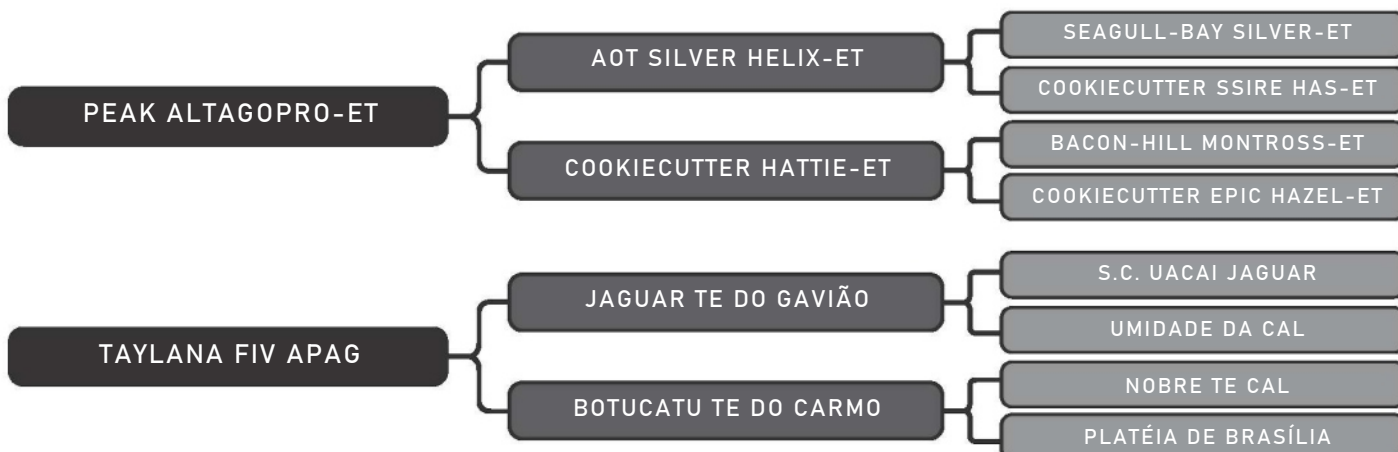 PEAK ALTAGOPRO-ET
AOT SILVER HELIX-ET
SEAGULL-BAY SILVER-ET
COOKIECUTTER SSIRE HAS-ET
COOKIECUTTER HATTIE-ET
BACON-HILL MONTROSS-ET
COOKIECUTTER EPIC HAZEL-ET
TAYLANA FIV APAG
JAGUAR TE DO GAVIÃO
S.C. UACAI JAGUAR
UMIDADE DA CAL
BOTUCATU TE DO CARMO
NOBRE TE CAL
PLATÉIA DE BRASÍLIA